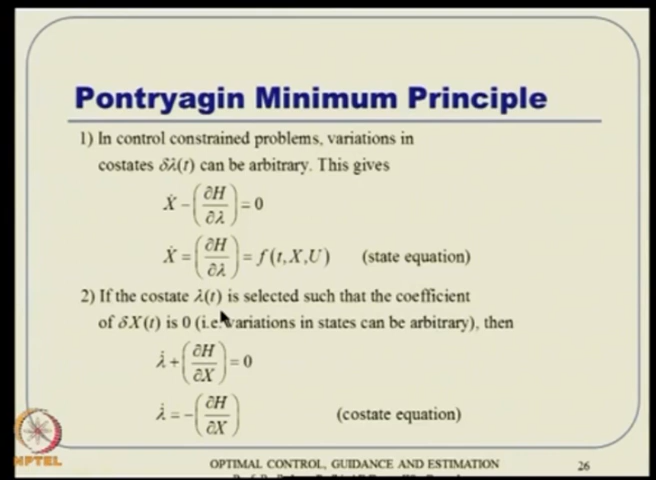 Pontryagin Minimum Principle
1) In control constrained problems, variations in
costates δλ(t) can be arbitrary. This gives
Ẋ − (∂H/∂λ) = 0
Ẋ = (∂H/∂λ) = f(t, X, U) (state equation)
2) If the costate λ(t) is selected such that the coefficient
of δX(t) is 0 (i.e. variations in states can be arbitrary), then
λ̇ + (∂H/∂X) = 0
λ̇ = −(∂H/∂X) (costate equation)
NPTEL
OPTIMAL CONTROL, GUIDANCE AND ESTIMATION
26